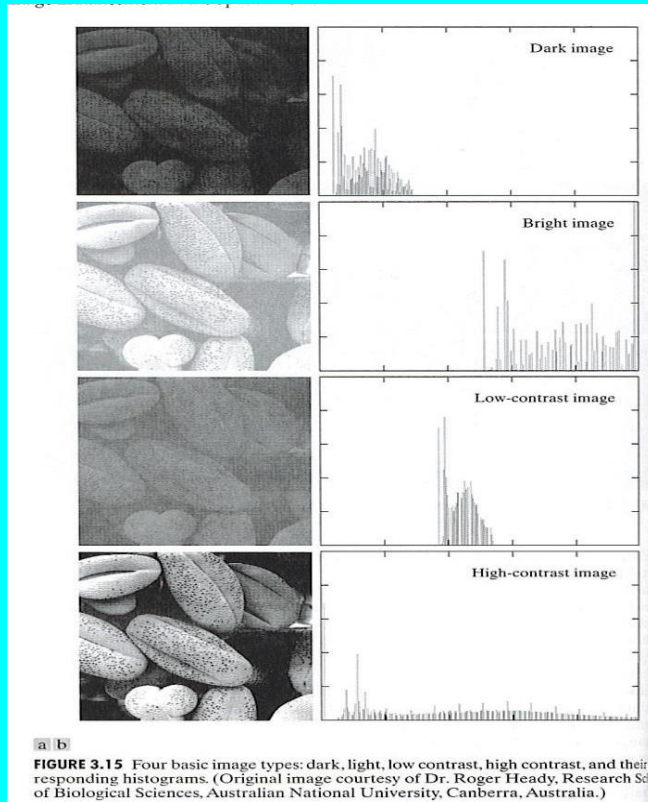 Dark image
Bright image
Low-contrast image
High-contrast image
a b
FIGURE 3.15 Four basic image types: dark, light, low contrast, high contrast, and their
responding histograms. (Original image courtesy of Dr. Roger Heady, Research
of Biological Sciences, Australian National University, Canberra, Australia.)